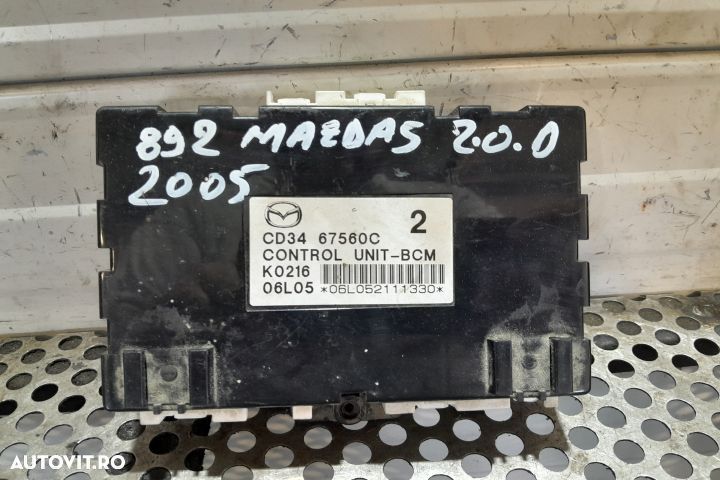 892 MAZDA5 2.0.D
2005
CD34 67560C 2
CONTROL UNIT-BCM
K0216
06L05 *06L052111330*
AUTOVIT.RO